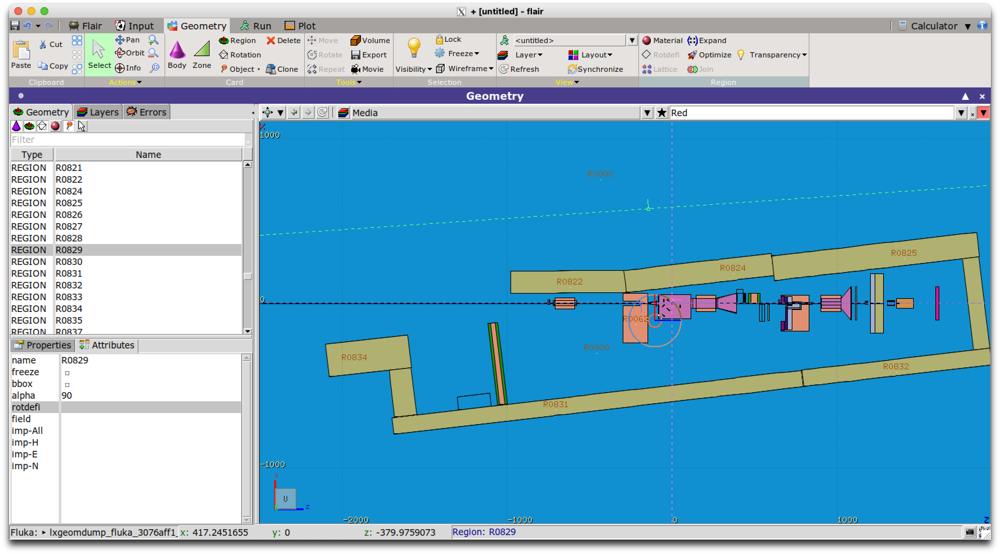 + [untitled] - flair
Flair Input Geometry Run Plot Calculator
Paste Cut Copy Clipboard
Select Pan Orbit Info Actions
Body Zone Region Rotation Object Delete Clone Card
Move Rotate Repeat Volume Export Movie Tools
Visibility Lock Freeze Wireframe Selection
<untitled> Layer Refresh Layout Synchronize View
Material Rotdefi Lattice Expand Optimize Join Transparency Region
Geometry
Geometry Layers Errors
Media Red
Filter
Type Name
REGION R0821
REGION R0822
REGION R0824
REGION R0825
REGION R0826
REGION R0827
REGION R0828
REGION R0829
REGION R0830
REGION R0831
REGION R0832
REGION R0833
REGION R0834
REGION R0835
REGION R0837
Properties Attributes
name R0829
freeze
bbox
alpha 90
rotdefi
field
imp-All
imp-H
imp-E
imp-N
X
1000
R0000
R0825
R0824
R0822
0
R0062
R0000
R0834
R0832
R0831
-1000
x
U
z
-2000 -1000 0 1000 Z
Fluka: lxgeomdump_fluka_3076aff1_ x: 417.2451655 y: 0 z: -379.9759073 Region: R0829